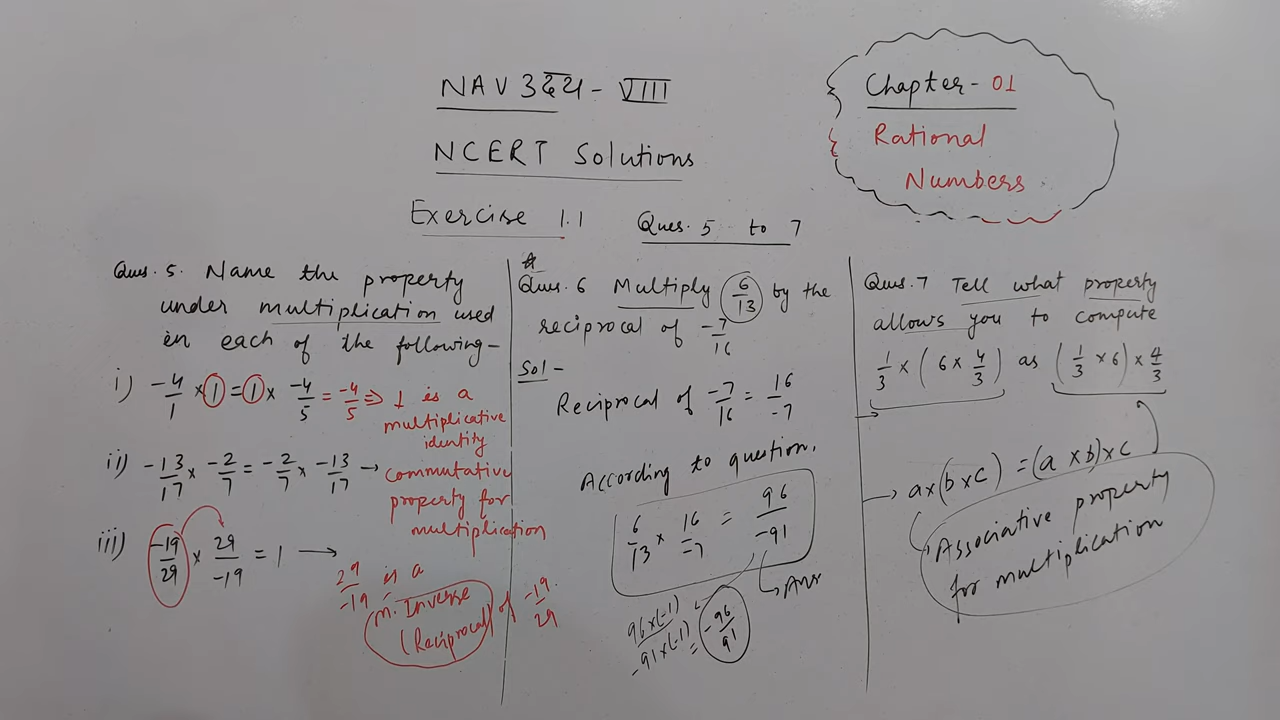 NAV
- VIII
Chapter - 01
Rational
Numbers
NCERT Solutions
Exercise 1.1 Ques. 5 to 7
Ques. 5. Name the property
under multiplication used
in each of the following-
i) -4/1 × 1 = 1 × -4/5 = -4/5 ⇒ 1 is a
multiplicative
identity
ii) -13/17 × -2/7 = -2/7 × -13/17 → commutative
property for
multiplication
iii) -19/29 × 29/-19 = 1 →
29/-19 is a
m. Inverse
(Reciprocal) of -19/29
Ques. 6 Multiply 6/13 by the
reciprocal of -7/16
Sol -
Reciprocal of -7/16 = 16/-7
According to question,
6/13 × 16/-7 = 96/-91
→ Ans
96×(-1)/-91×(-1) = -96/91
Ques. 7 Tell what property
allows you to compute
1/3 × (6 × 4/3) as (1/3 × 6) × 4/3
→ a×(b×c) = (a×b)×c
Associative property
for multiplication